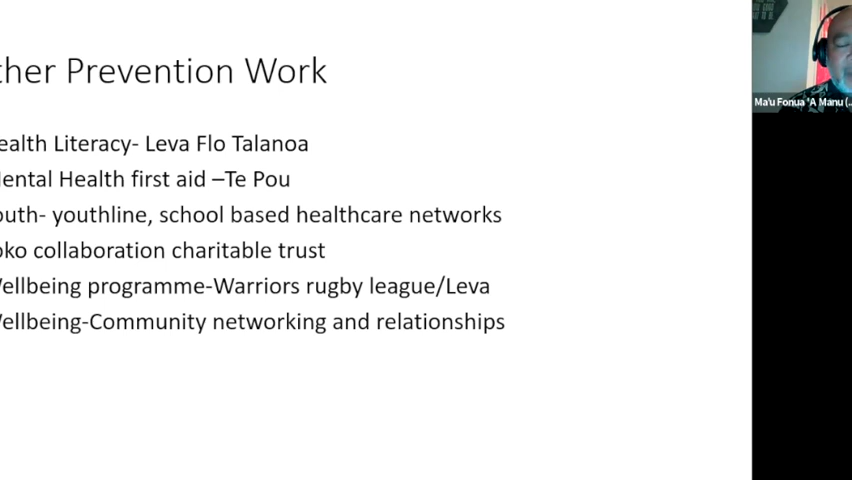 ther Prevention Work
ealth Literacy- Leva Flo Talanoa
ental Health first aid –Te Pou
outh- youthline, school based healthcare networks
oko collaboration charitable trust
ellbeing programme-Warriors rugby league/Leva
ellbeing-Community networking and relationships
Ma'u Fonua 'A Manu (...